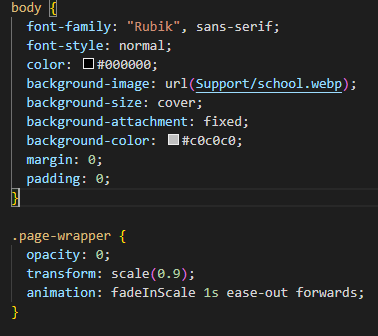 body {
font-family: "Rubik", sans-serif;
font-style: normal;
color: #000000;
background-image: url(Support/school.webp);
background-size: cover;
background-attachment: fixed;
background-color: #c0c0c0;
margin: 0;
padding: 0;
}
.page-wrapper {
opacity: 0;
transform: scale(0.9);
animation: fadeInScale 1s ease-out forwards;
}